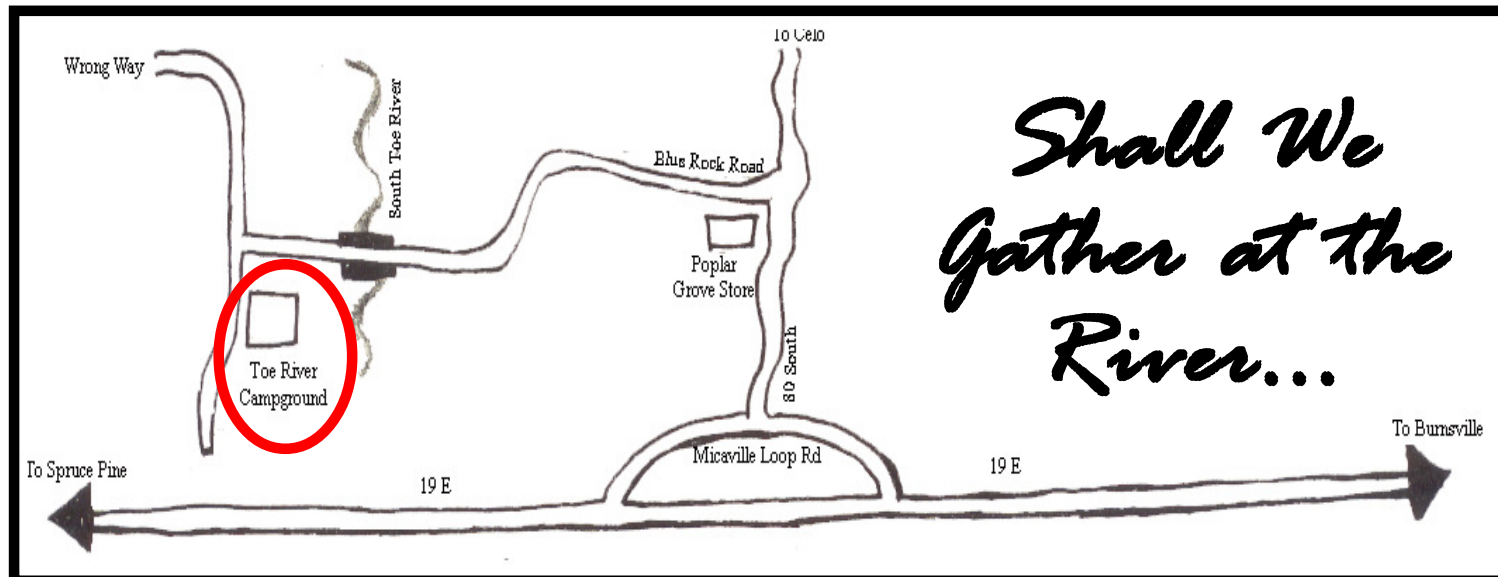 To Celo
Wrong Way
South Toe River
Blue Rock Road
Shall We
Gather at the
River...
Poplar
Grove Store
80 South
Toe River
Campground
To Burnsville
Micaville Loop Rd
To Spruce Pine
19 E
19 E